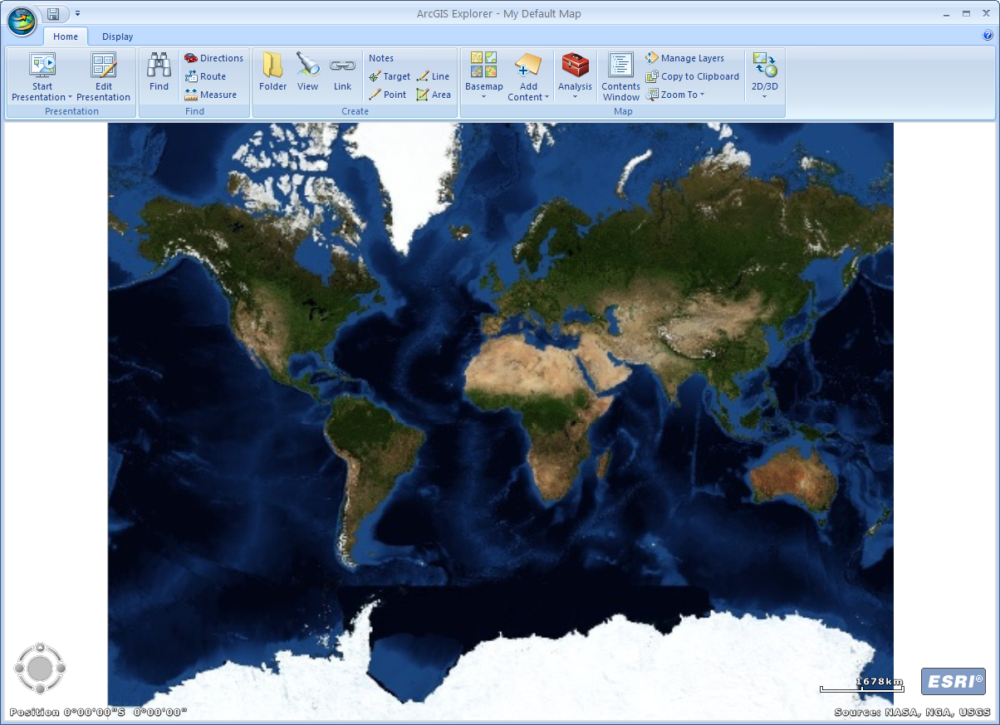 ArcGIS Explorer - My Default Map
Home Display
Start Presentation
Edit Presentation
Presentation
Find
Directions
Route
Measure
Find
Folder
View
Link
Notes
Target
Line
Point
Area
Create
Basemap
Add Content
Analysis
Contents Window
Manage Layers
Copy to Clipboard
Zoom To
Map
2D/3D
1678km
ESRI®
Position 0°00'00"S 0°00'00"
Source: NASA, NGA, USGS